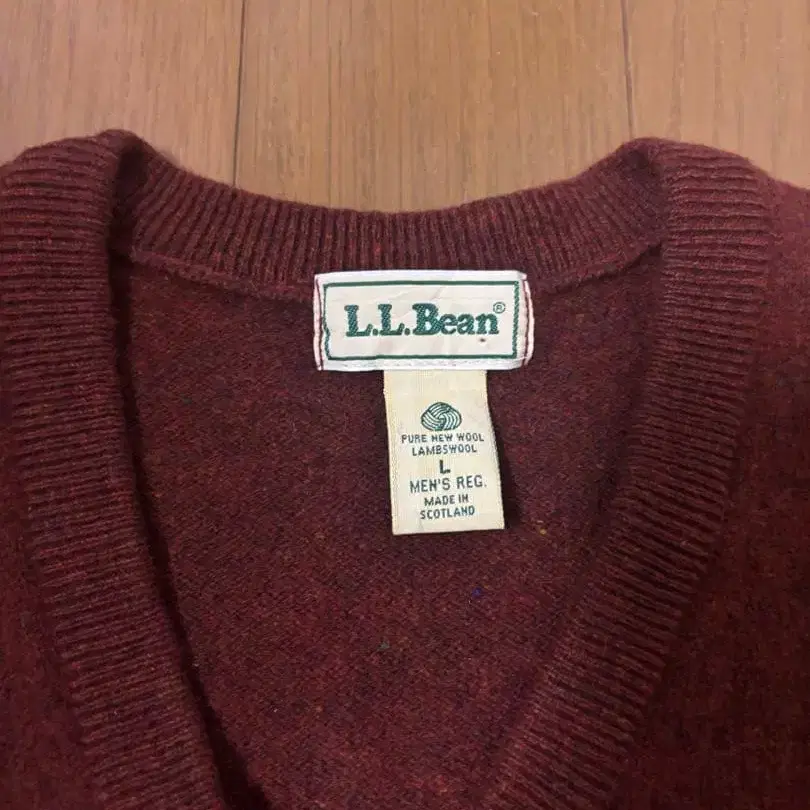 L.L.Bean®
PURE NEW WOOL
LAMBSWOOL
L
MEN'S REG.
MADE IN
SCOTLAND